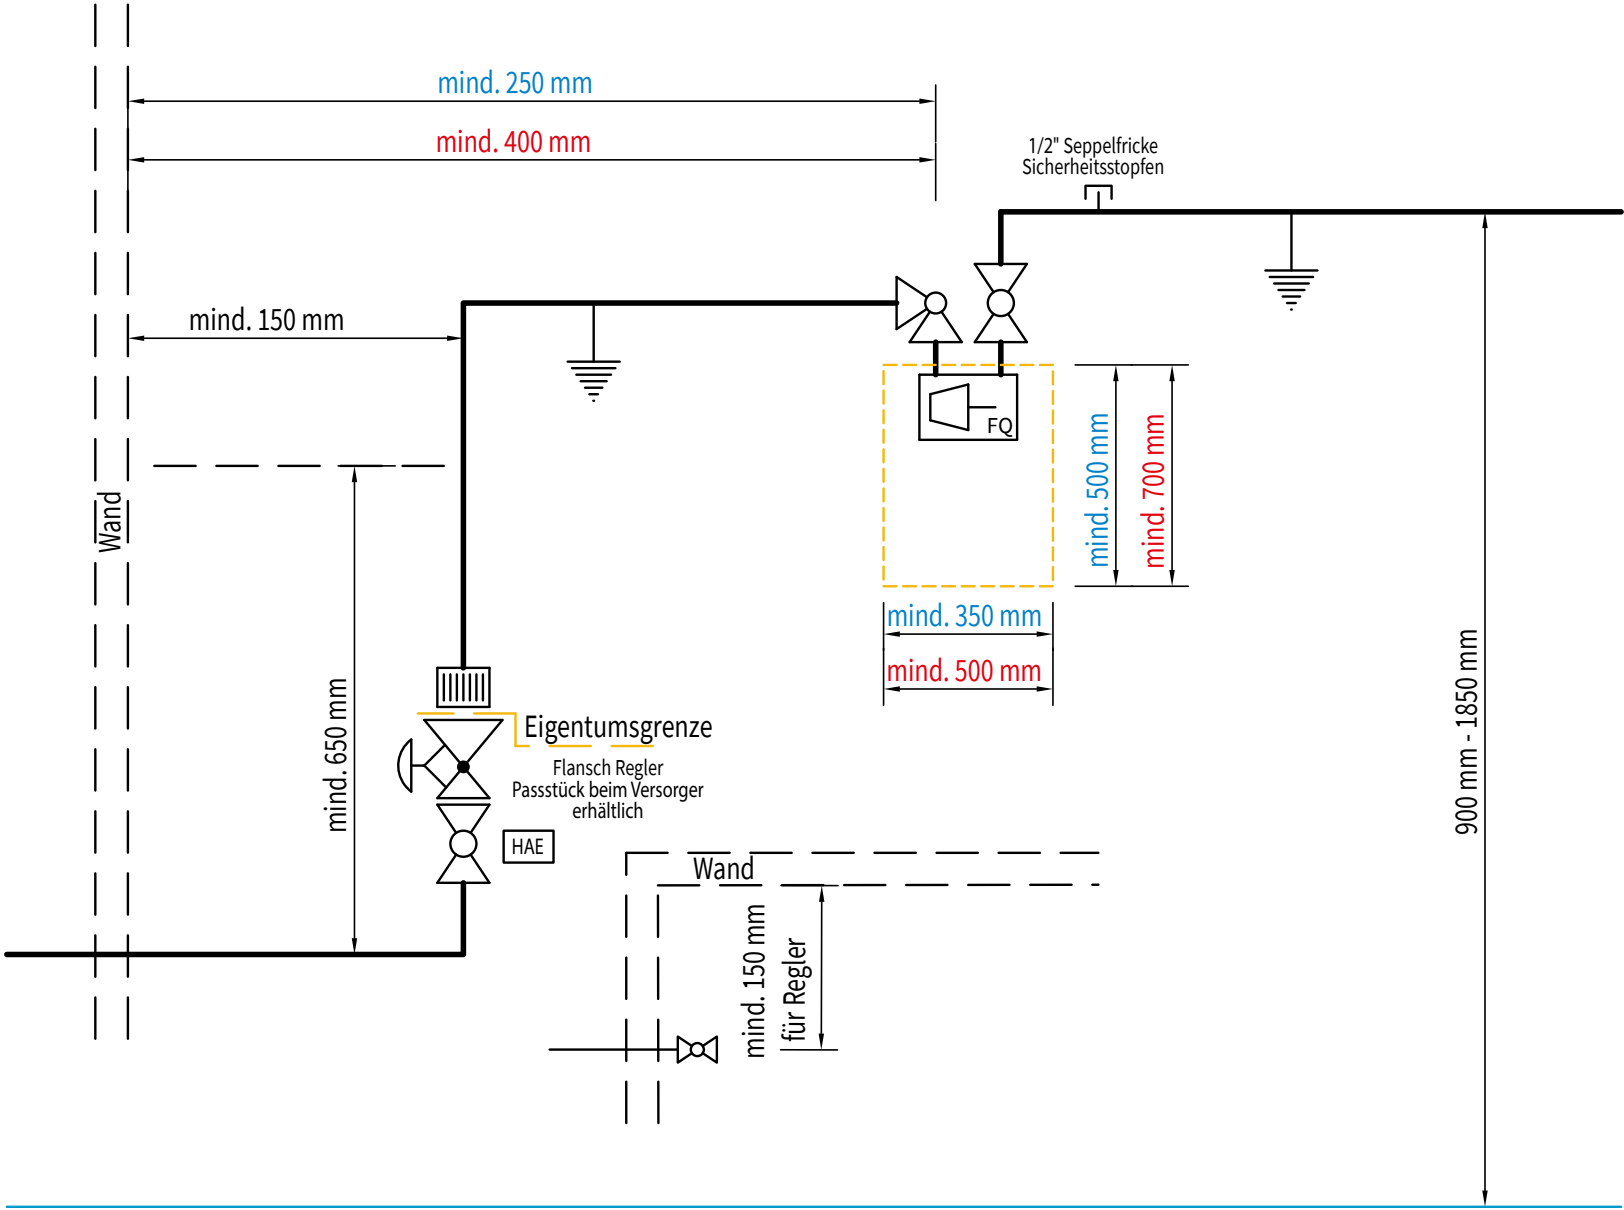 mind. 250 mm
mind. 400 mm
1/2" Seppelfricke
Sicherheitsstopfen
mind. 150 mm
FQ
mind. 500 mm
mind. 700 mm
Wand
mind. 350 mm
mind. 500 mm
mind. 650 mm
Eigentumsgrenze
Flansch Regler
Passstück beim Versorger
erhältlich
HAE
900 mm - 1850 mm
Wand
mind. 150 mm
für Regler